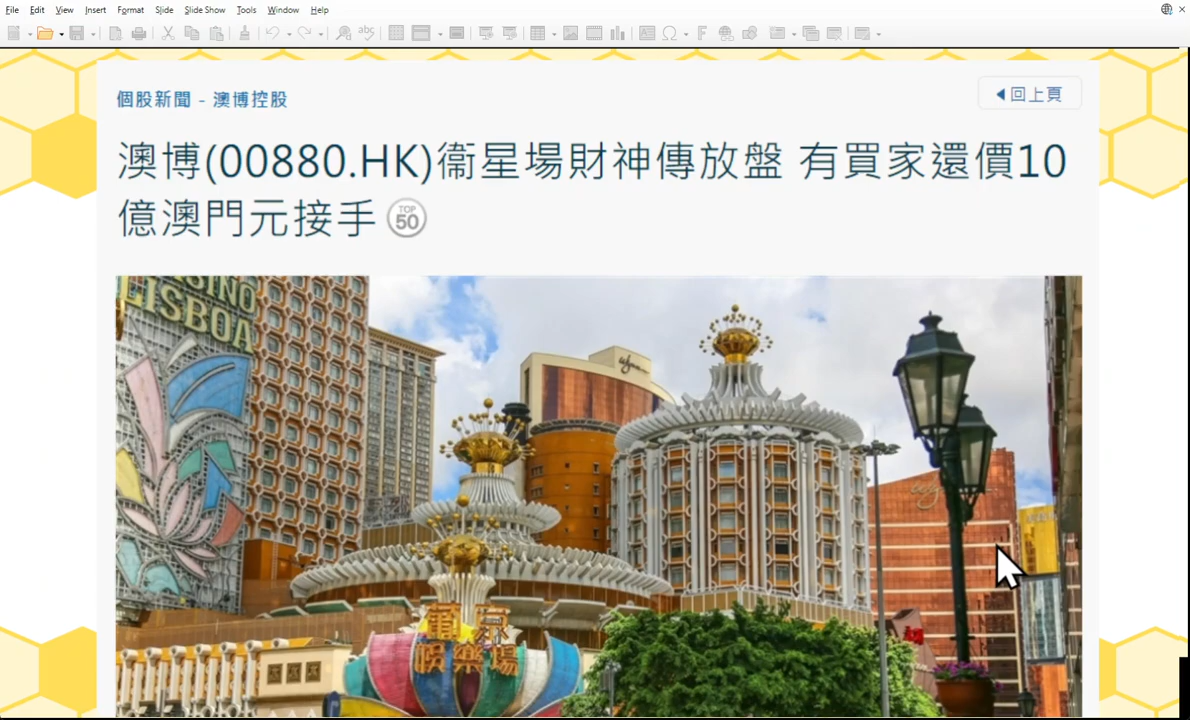 File Edit View Insert Format Slide Slide Show Tools Window Help
個股新聞 - 澳博控股
回上頁
澳博(00880.HK)衞星場財神傳放盤 有買家還價10
億澳門元接手
TOP
50
CASINO
LISBOA
wynn
葡京
娛樂場